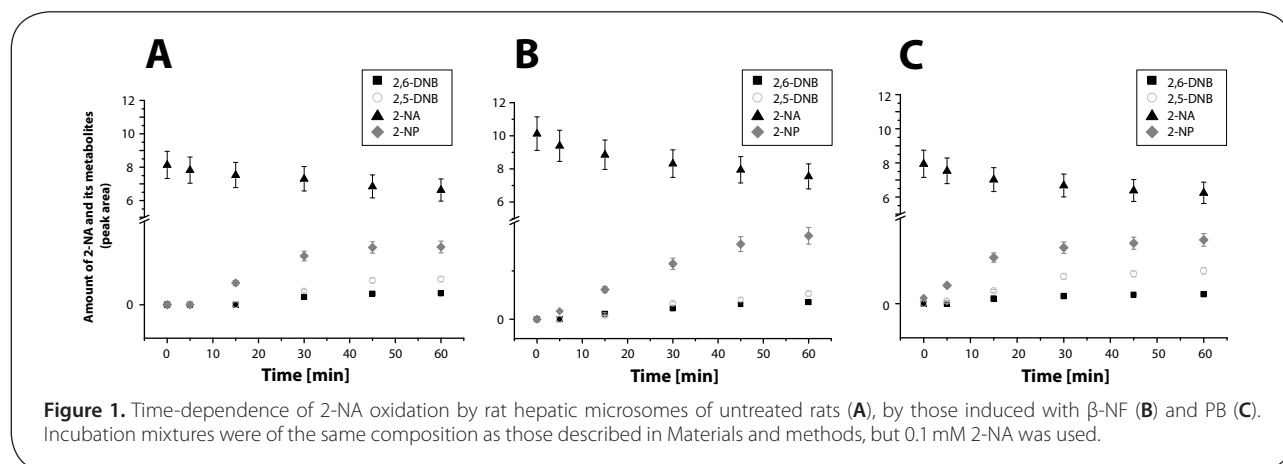 A
B
C
2,6-DNB
2,5-DNB
2-NA
2-NP
2,6-DNB
2,5-DNB
2-NA
2-NP
2,6-DNB
2,5-DNB
2-NA
2-NP
Amount of 2-NA and its metabolites
(peak area)
12
10
8
6
0
12
10
8
6
0
12
10
8
6
0
0 10 20 30 40 50 60
0 10 20 30 40 50 60
0 10 20 30 40 50 60
Time [min]
Time [min]
Time [min]
Figure 1. Time-dependence of 2-NA oxidation by rat hepatic microsomes of untreated rats (A), by those induced with β-NF (B) and PB (C).
Incubation mixtures were of the same composition as those described in Materials and methods, but 0.1 mM 2-NA was used.